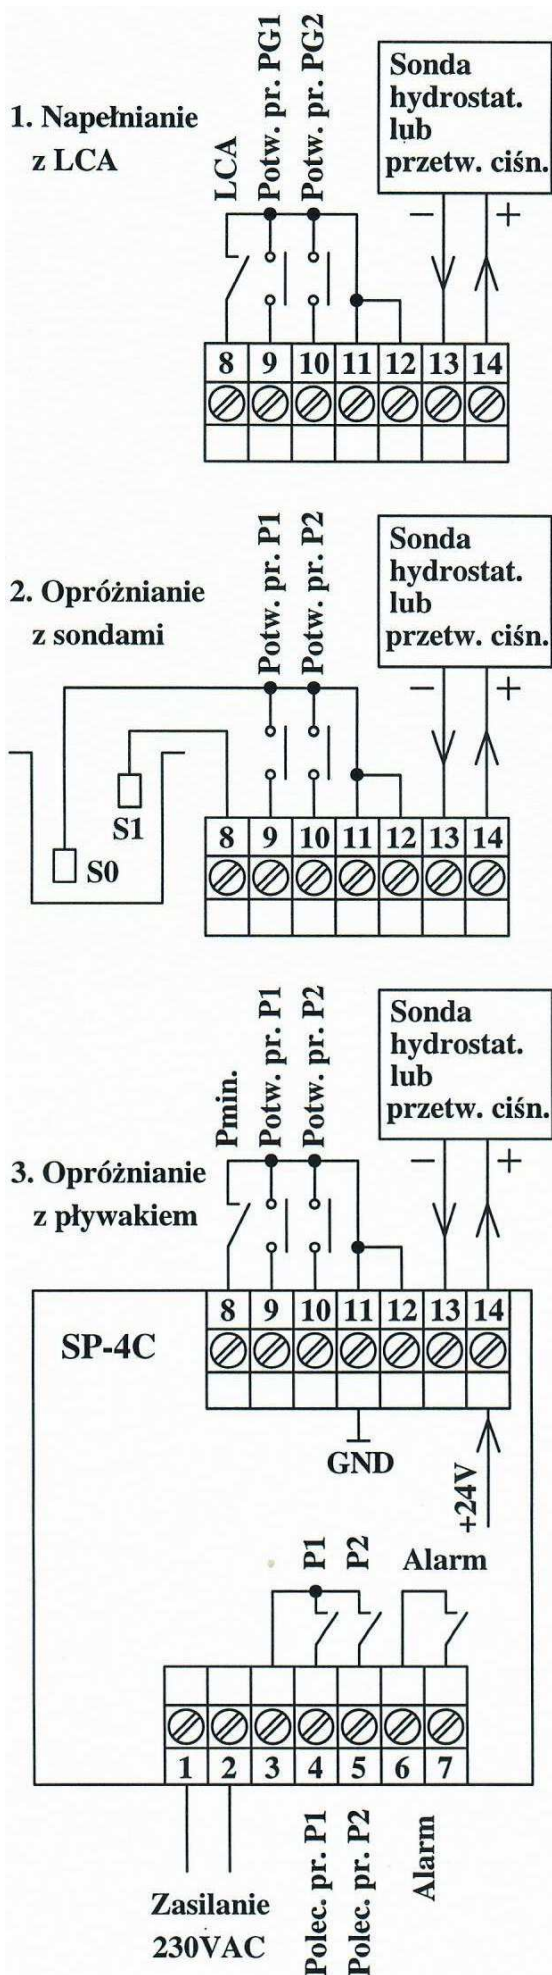 1. Napełnianie
z LCA
LCA
Potw. pr. PG1
Potw. pr. PG2
Sonda
hydrostat.
lub
przetw. ciśn.
− +
8 9 10 11 12 13 14
2. Opróżnianie
z sondami
Potw. pr. P1
Potw. pr. P2
Sonda
hydrostat.
lub
przetw. ciśn.
− +
S1
S0
8 9 10 11 12 13 14
3. Opróżnianie
z pływakiem
Pmin.
Potw. pr. P1
Potw. pr. P2
Sonda
hydrostat.
lub
przetw. ciśn.
− +
8 9 10 11 12 13 14
SP-4C
GND
+24V
P1
P2
Alarm
1 2 3 4 5 6 7
Zasilanie
230VAC
Polec. pr. P1
Polec. pr. P2
Alarm